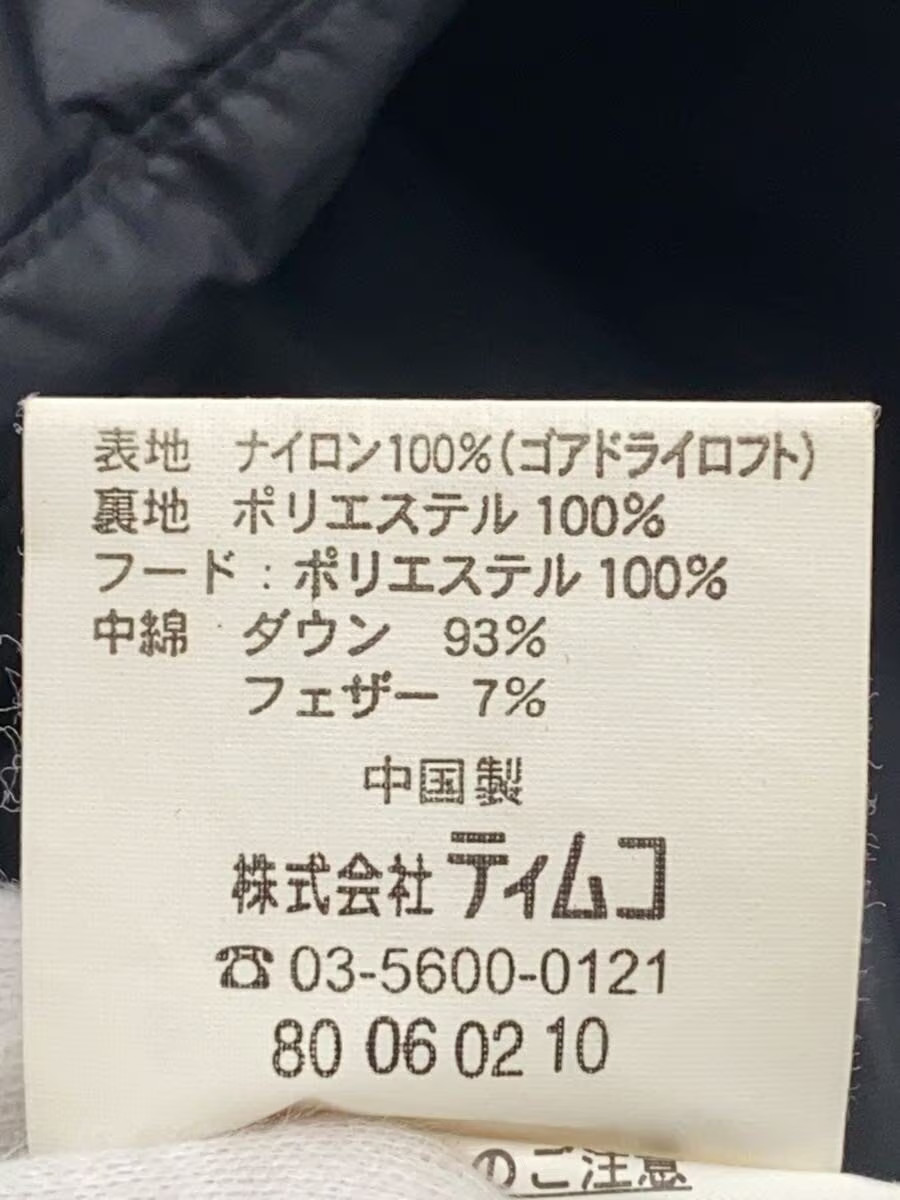 表地 ナイロン100%(ゴアドライロフト)
裏地 ポリエステル 100%
フード : ポリエステル 100%
中綿 ダウン 93%
フェザー 7%
中国製
株式会社 ティムコ
☎ 03-5600-0121
80 06 02 10
のご注意